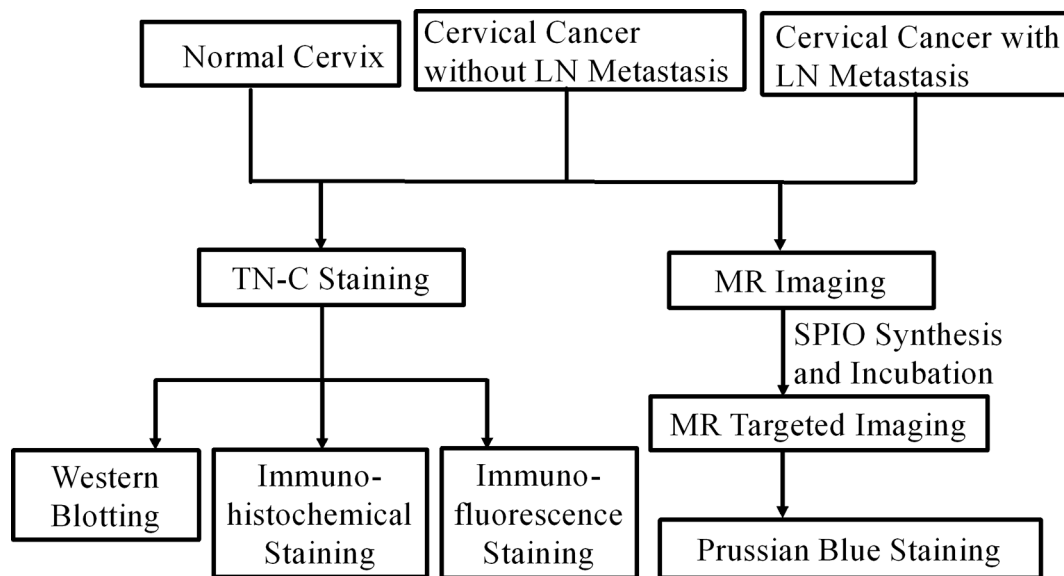 Normal Cervix
Cervical Cancer
without LN Metastasis
Cervical Cancer with
LN Metastasis
TN-C Staining
MR Imaging
SPIO Synthesis
and Incubation
MR Targeted Imaging
Western
Blotting
Immuno-
histochemical
Staining
Immuno-
fluorescence
Staining
Prussian Blue Staining